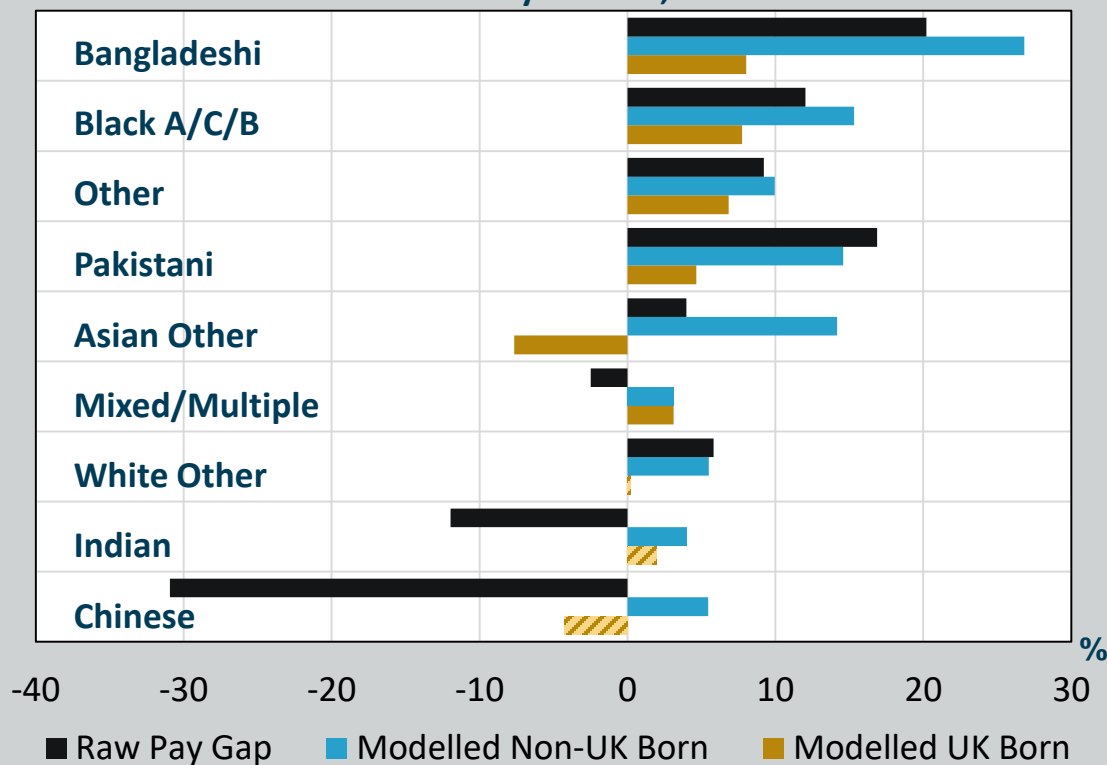 Bangladeshi
Black A/C/B
Other
Pakistani
Asian Other
Mixed/Multiple
White Other
Indian
Chinese
%
-40 -30 -20 -10 0 10 20 30
Raw Pay Gap Modelled Non-UK Born Modelled UK Born